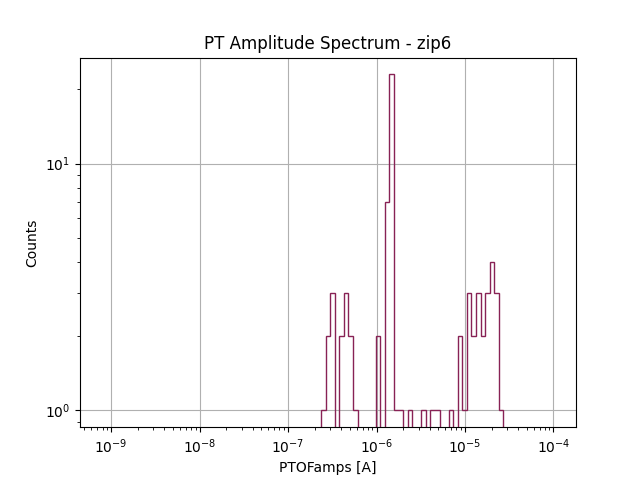 PT Amplitude Spectrum - zip6
Counts
10¹
10⁰
10⁻⁹ 10⁻⁸ 10⁻⁷ 10⁻⁶ 10⁻⁵ 10⁻⁴
PTOFamps [A]